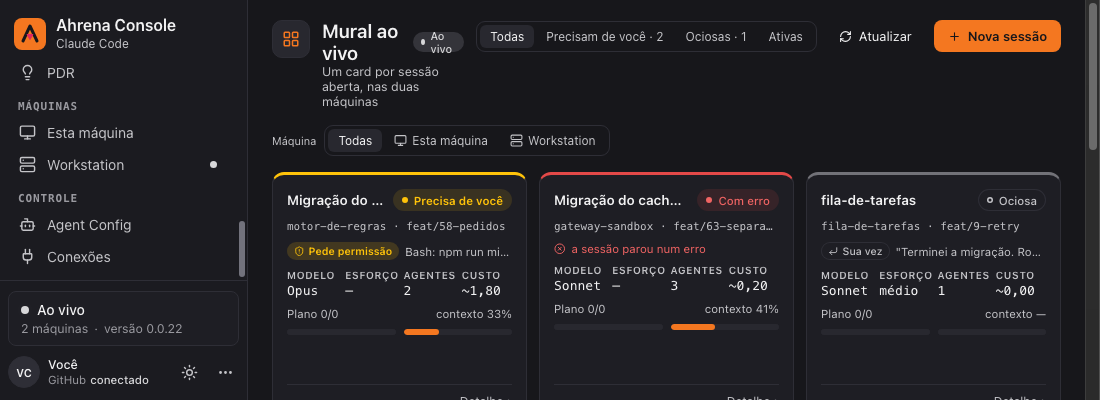 Ahrena Console
Claude Code
PDR
MÁQUINAS
Esta máquina
Workstation
CONTROLE
Agent Config
Conexões
Ao vivo
2 máquinas · versão 0.0.22
VC
Você
GitHub conectado
Mural ao vivo
Ao vivo
Um card por sessão aberta, nas duas máquinas
Todas
Precisam de você · 2
Ociosas · 1
Ativas
Atualizar
+ Nova sessão
Máquina
Todas
Esta máquina
Workstation
Migração do ...
Precisa de você
motor-de-regras · feat/58-pedidos
Pede permissão
Bash: npm run mi...
MODELO ESFORÇO AGENTES CUSTO
Opus — 2 ~1,80
Plano 0/0
contexto 33%
Migração do cach...
Com erro
gateway-sandbox · feat/63-separa…
a sessão parou num erro
MODELO ESFORÇO AGENTES CUSTO
Sonnet — 3 ~0,20
Plano 0/0
contexto 41%
fila-de-tarefas
Ociosa
fila-de-tarefas · feat/9-retry
Sua vez
"Terminei a migração. Ro...
MODELO ESFORÇO AGENTES CUSTO
Sonnet médio 1 ~0,00
Plano 0/0
contexto —